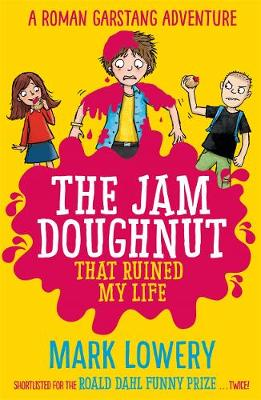 A ROMAN GARSTANG ADVENTURE
THE JAM
DOUGHNUT
THAT RUINED
MY LIFE
MARK LOWERY
SHORTLISTED FOR THE ROALD DAHL FUNNY PRIZE ...TWICE!